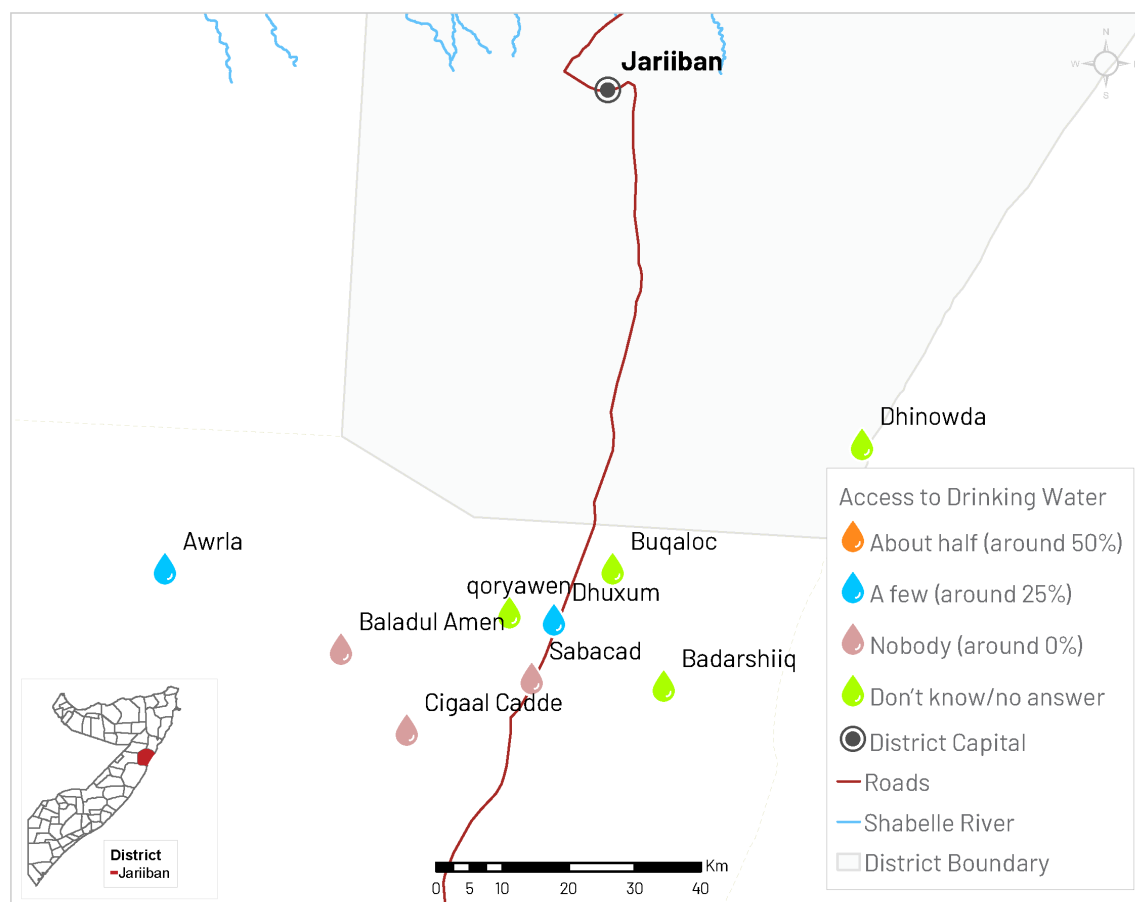 N
W
S
Jariiban
Dhinowda
Awrla
Buqaloc
qoryawen
Dhuxum
Baladul Amen
Sabacad
Badarshiiq
Cigaal Cadde
Access to Drinking Water
About half (around 50%)
A few (around 25%)
Nobody (around 0%)
Don't know/no answer
District Capital
Roads
Shabelle River
District Boundary
District
Jariiban
Km
0 5 10 20 30 40